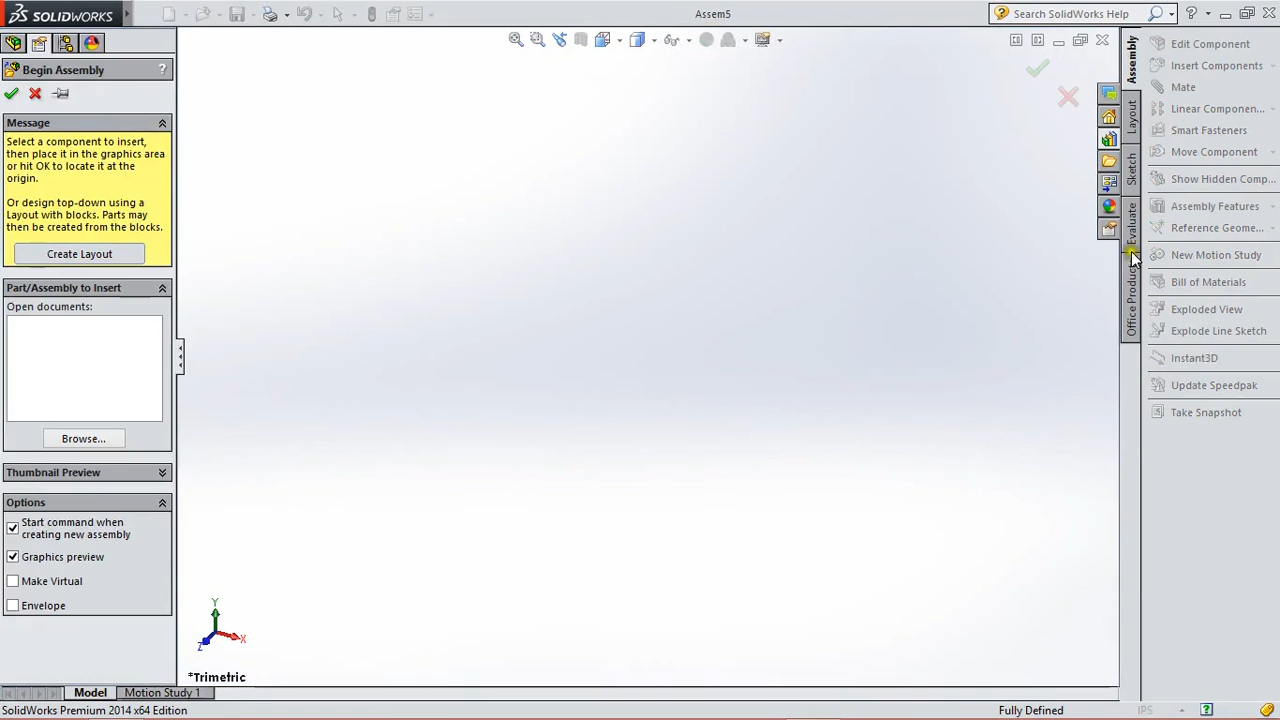 SOLIDWORKS
Assem5
Search SolidWorks Help
?
Begin Assembly
?
Message
Select a component to insert,
then place it in the graphics area
or hit OK to locate it at the
origin.
Or design top-down using a
Layout with blocks. Parts may
then be created from the blocks.
Create Layout
Part/Assembly to Insert
Open documents:
Browse...
Thumbnail Preview
Options
Start command when
creating new assembly
Graphics preview
Make Virtual
Envelope
Y
X
Z
*Trimetric
Assembly
Layout
Sketch
Evaluate
Edit Component
Insert Components
Mate
Linear Componen...
Smart Fasteners
Move Component
Show Hidden Comp...
Assembly Features
Reference Geome...
New Motion Study
Bill of Materials
Exploded View
Explode Line Sketch
Instant3D
Update Speedpak
Take Snapshot
Model
Motion Study 1
SolidWorks Premium 2014 x64 Edition
Fully Defined
IPS
?